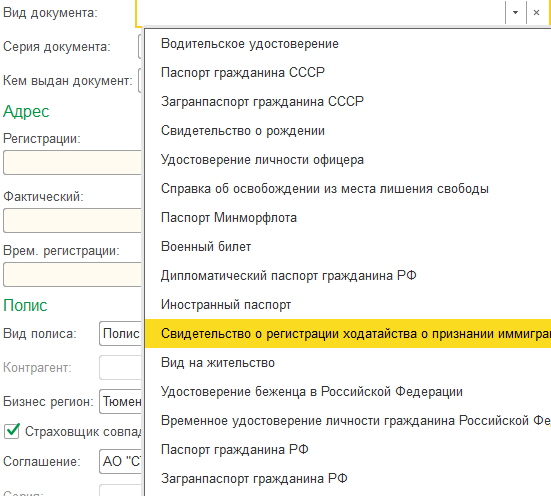 Вид документа:
Серия документа:
Кем выдан документ:
Адрес
Регистрации:
Фактический:
Врем. регистрации:
Попис
Вид полиса: Полис
Контрагент:
Бизнес регион: Тюмен
Страховщик совпад
Соглашение: АО "СТ
Серия:
Водительское удостоверение
Паспорт гражданина СССР
Загранпаспорт гражданина СССР
Свидетельство о рождении
Удостоверение личности офицера
Справка об освобождении из места лишения свободы
Паспорт Минморфлота
Военный билет
Дипломатический паспорт гражданина РФ
Иностранный паспорт
Свидетельство о регистрации ходатайства о признании иммигра
Вид на жительство
Удостоверение беженца в Российской Федерации
Временное удостоверение личности гражданина Российской Фе
Паспорт гражданина РФ
Загранпаспорт гражданина РФ